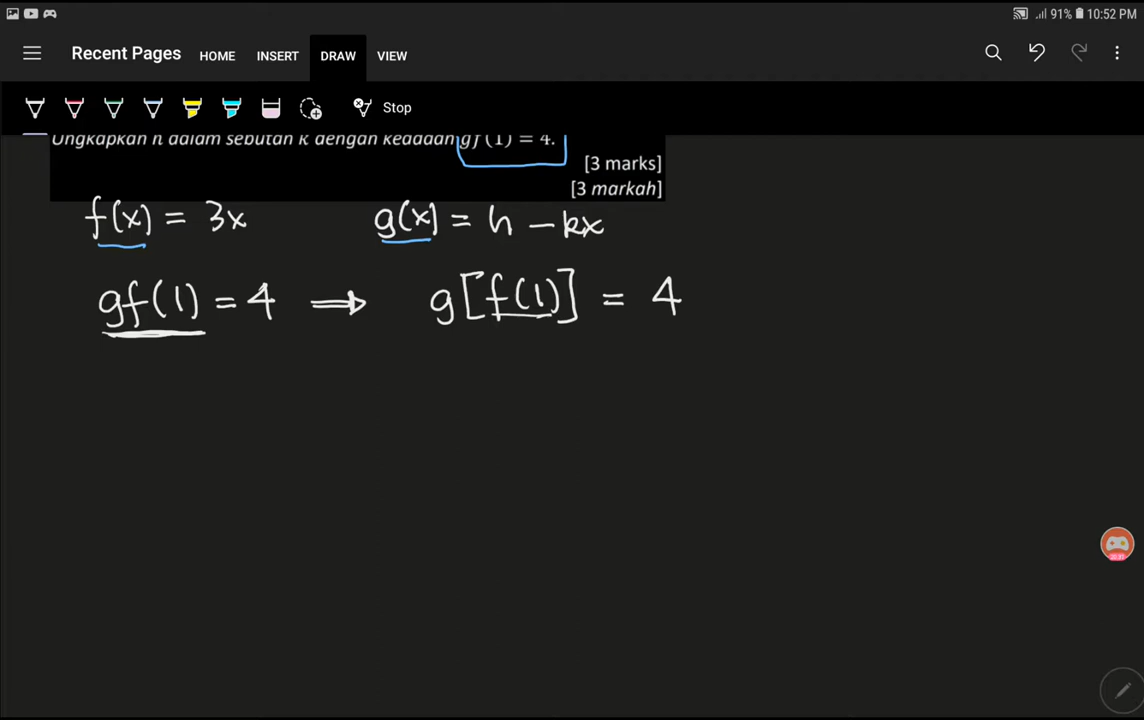 91% 10:52 PM
Recent Pages HOME INSERT DRAW VIEW
Stop
Ungkapkan h dalam sebutan k dengan keadaan gf(1) = 4.
[3 marks]
[3 markah]
f(x) = 3x g(x) = h - kx
gf(1) = 4 ⇒ g[f(1)] = 4